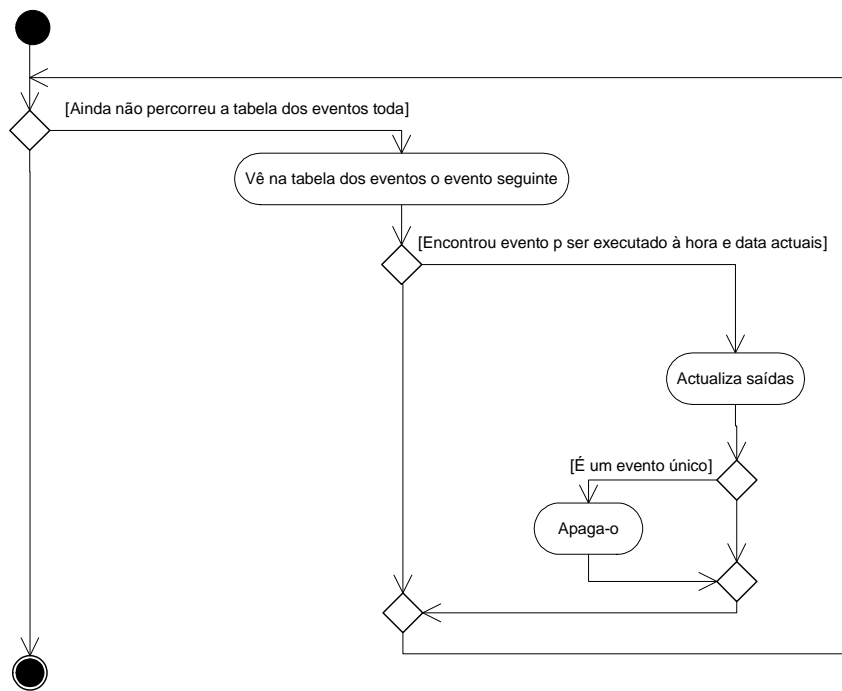 [Ainda não percorreu a tabela dos eventos toda]
Vê na tabela dos eventos o evento seguinte
[Encontrou evento p ser executado à hora e data actuais]
Actualiza saídas
[É um evento único]
Apaga-o